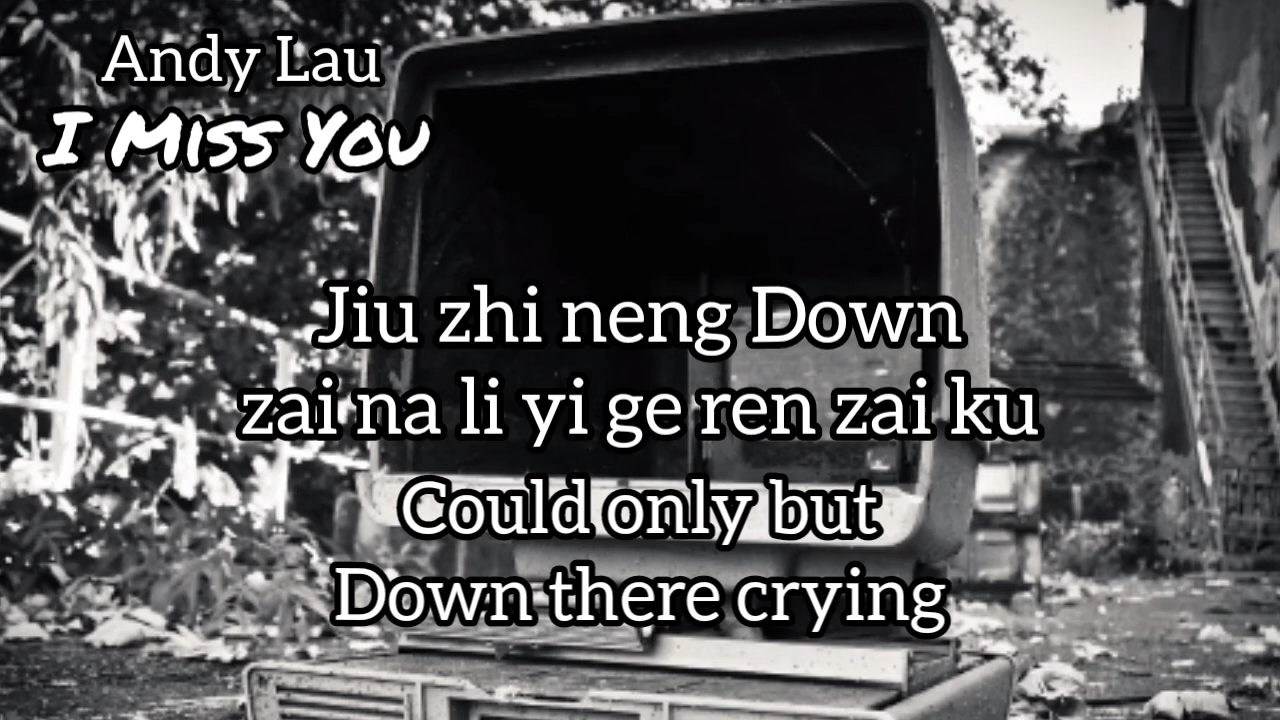 Andy Lau
I Miss You
Jiu zhi neng Down
zai na li yi ge ren zai ku
Could only but
Down there crying